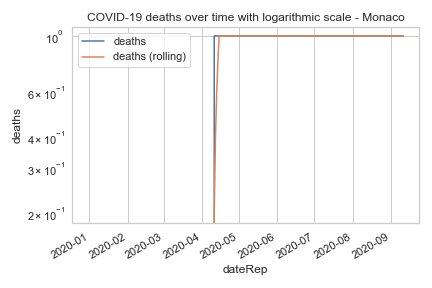 COVID-19 deaths over time with logarithmic scale - Monaco
10⁰
6 × 10⁻¹
4 × 10⁻¹
3 × 10⁻¹
2 × 10⁻¹
deaths
deaths
deaths (rolling)
2020-01
2020-02
2020-03
2020-04
2020-05
2020-06
2020-07
2020-08
2020-09
dateRep